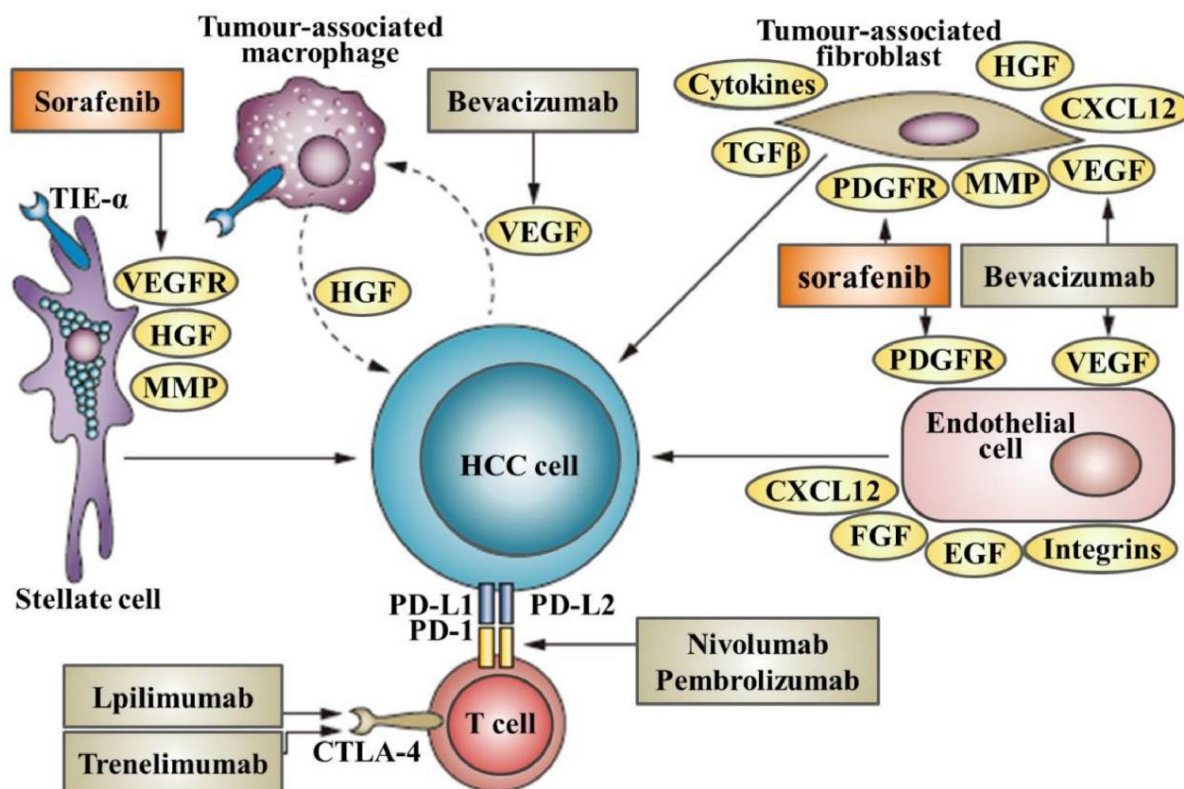 Tumour-associated
macrophage
Tumour-associated
fibroblast
Sorafenib
Bevacizumab
Cytokines
HGF
CXCL12
TGFβ
PDGFR
MMP
VEGF
TIE-α
VEGF
VEGFR
HGF
HGF
MMP
sorafenib
Bevacizumab
PDGFR
VEGF
HCC cell
Endothelial
cell
CXCL12
FGF
EGF
Integrins
Stellate cell
PD-L1
PD-L2
PD-1
Nivolumab
Pembrolizumab
Lpilimumab
T cell
CTLA-4
Trenelimumab